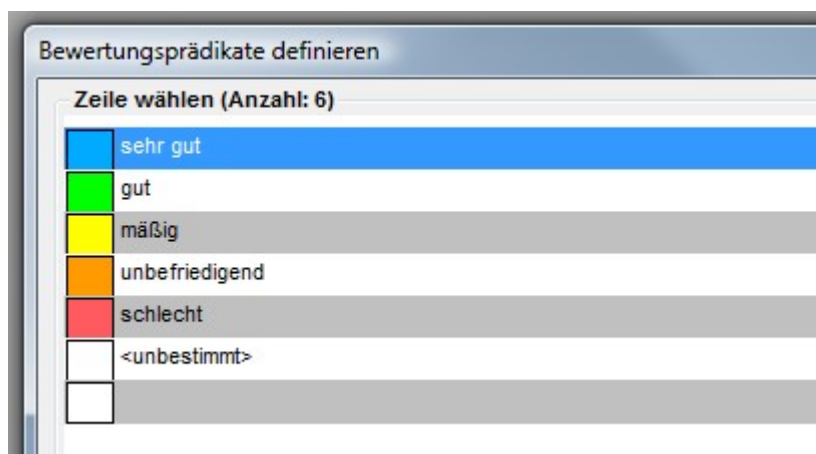 Bewertungsprädikate definieren
Zeile wählen (Anzahl: 6)
sehr gut
gut
mäßig
unbefriedigend
schlecht
<unbestimmt>